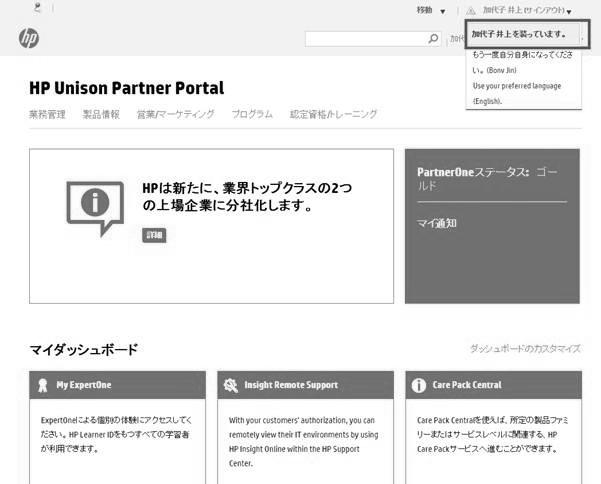 移動 ▼ | 加代子 井上 (サインアウト) ▼
hp
加代子 井上を装っています。
加代
もう一度自分自身になってくださ
い。(Bony Jin)
Use your preferred language
(English).
HP Unison Partner Portal
業務管理 製品情報 営業/マーケティング プログラム 認定資格/トレーニング
HPは新たに、業界トップクラスの2つ
の上場企業に分社化します。
詳細
PartnerOneステータス: ゴー
ルド
マイ通知
マイダッシュボード
ダッシュボードのカスタマイズ
My ExpertOne
ExpertOneによる個別の体験にアクセスしてく
ださい。HP Learner IDをもつすべての学習者
が利用できます。
Insight Remote Support
With your customers' authorization, you can
remotely view their IT environments by using
HP Insight Online within the HP Support
Center.
Care Pack Central
Care Pack Centralを使えば、所定の製品ファミ
リーまたはサービスレベルに関連する、HP
Care Packサービスへ進むことができます。